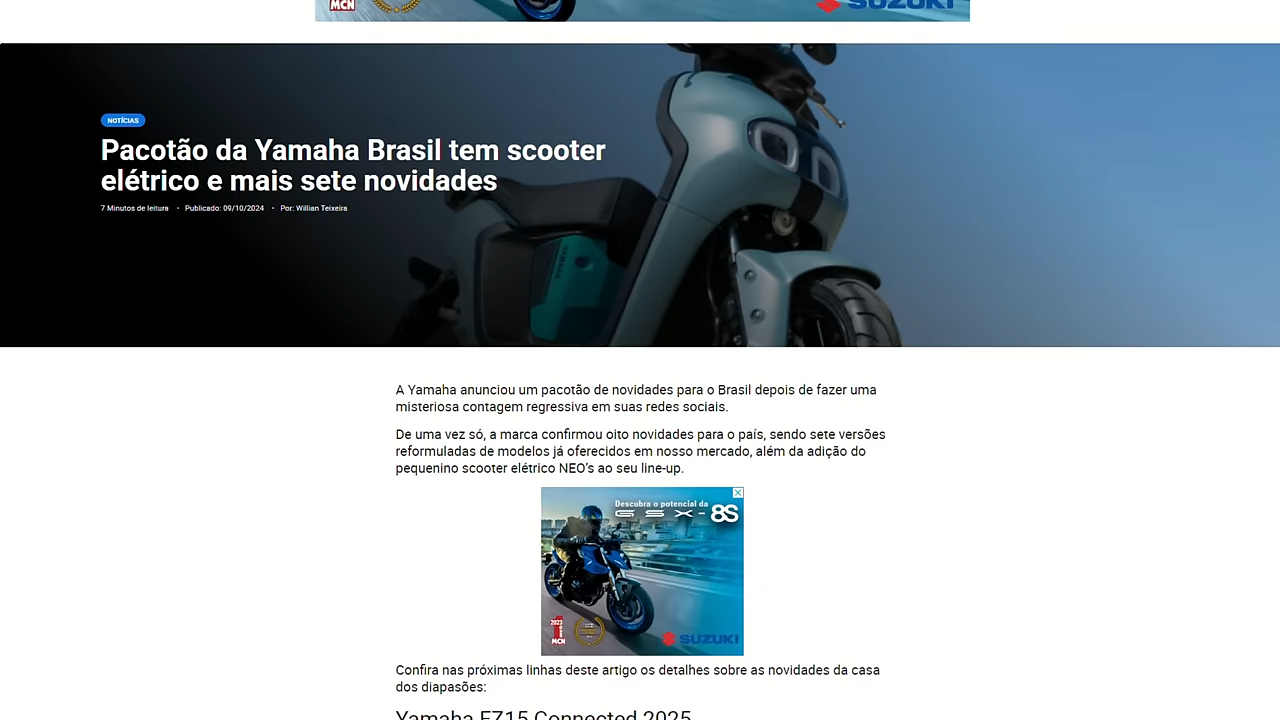 MCN
SUZUKI
NOTÍCIAS
Pacotão da Yamaha Brasil tem scooter
elétrico e mais sete novidades
7 Minutos de leitura • Publicado: 09/10/2024 • Por: Willian Teixeira
A Yamaha anunciou um pacotão de novidades para o Brasil depois de fazer uma
misteriosa contagem regressiva em suas redes sociais.
De uma vez só, a marca confirmou oito novidades para o país, sendo sete versões
reformuladas de modelos já oferecidos em nosso mercado, além da adição do
pequenino scooter elétrico NEO's ao seu line-up.
Descubra o potencial da
GSX-8S
2023
MCN
SUZUKI
Confira nas próximas linhas deste artigo os detalhes sobre as novidades da casa
dos diapasões:
Yamaha FZ15 Connected 2025